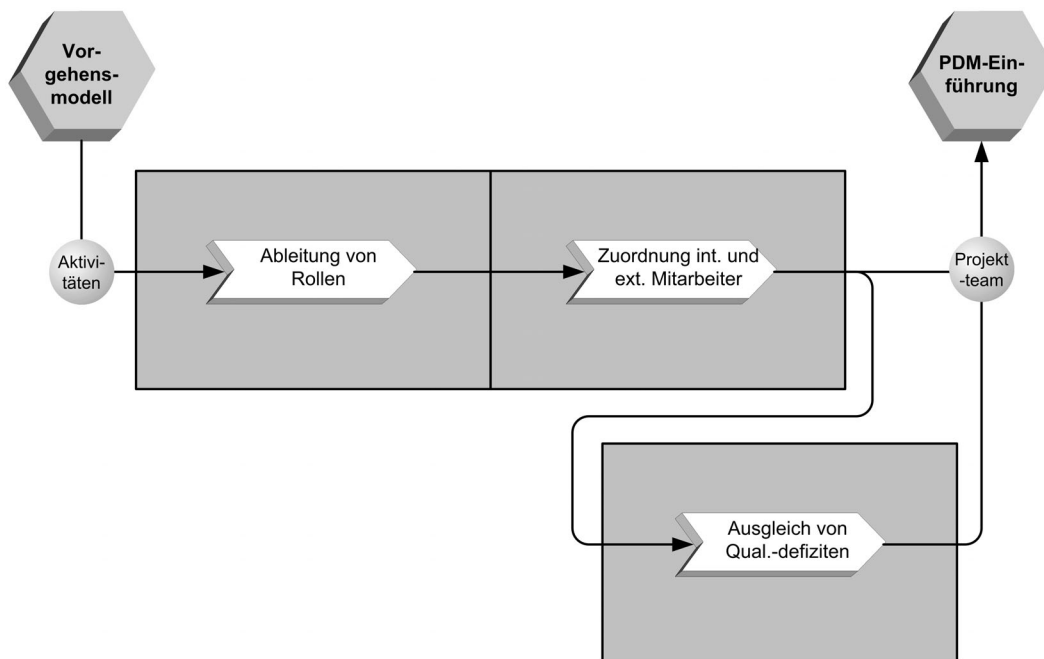 Vor-
gehens-
modell
PDM-Ein-
führung
Aktivi-
täten
Ableitung von
Rollen
Zuordnung int. und
ext. Mitarbeiter
Projekt
-team
Ausgleich von
Qual.-defiziten